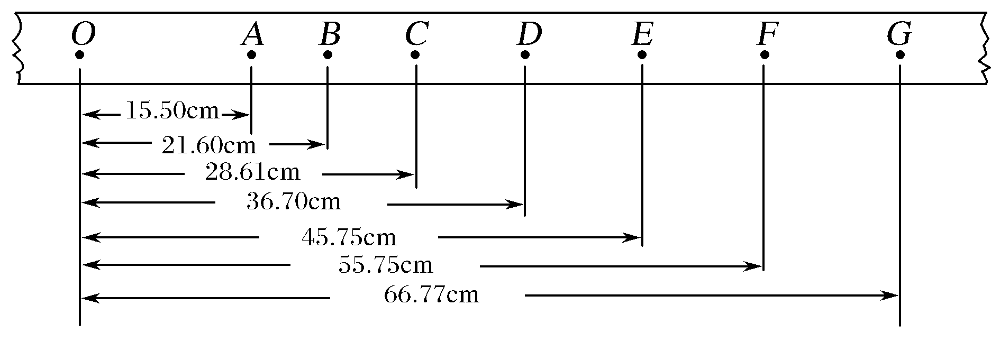 O A B C D E F G
15.50cm
21.60cm
28.61cm
36.70cm
45.75cm
55.75cm
66.77cm